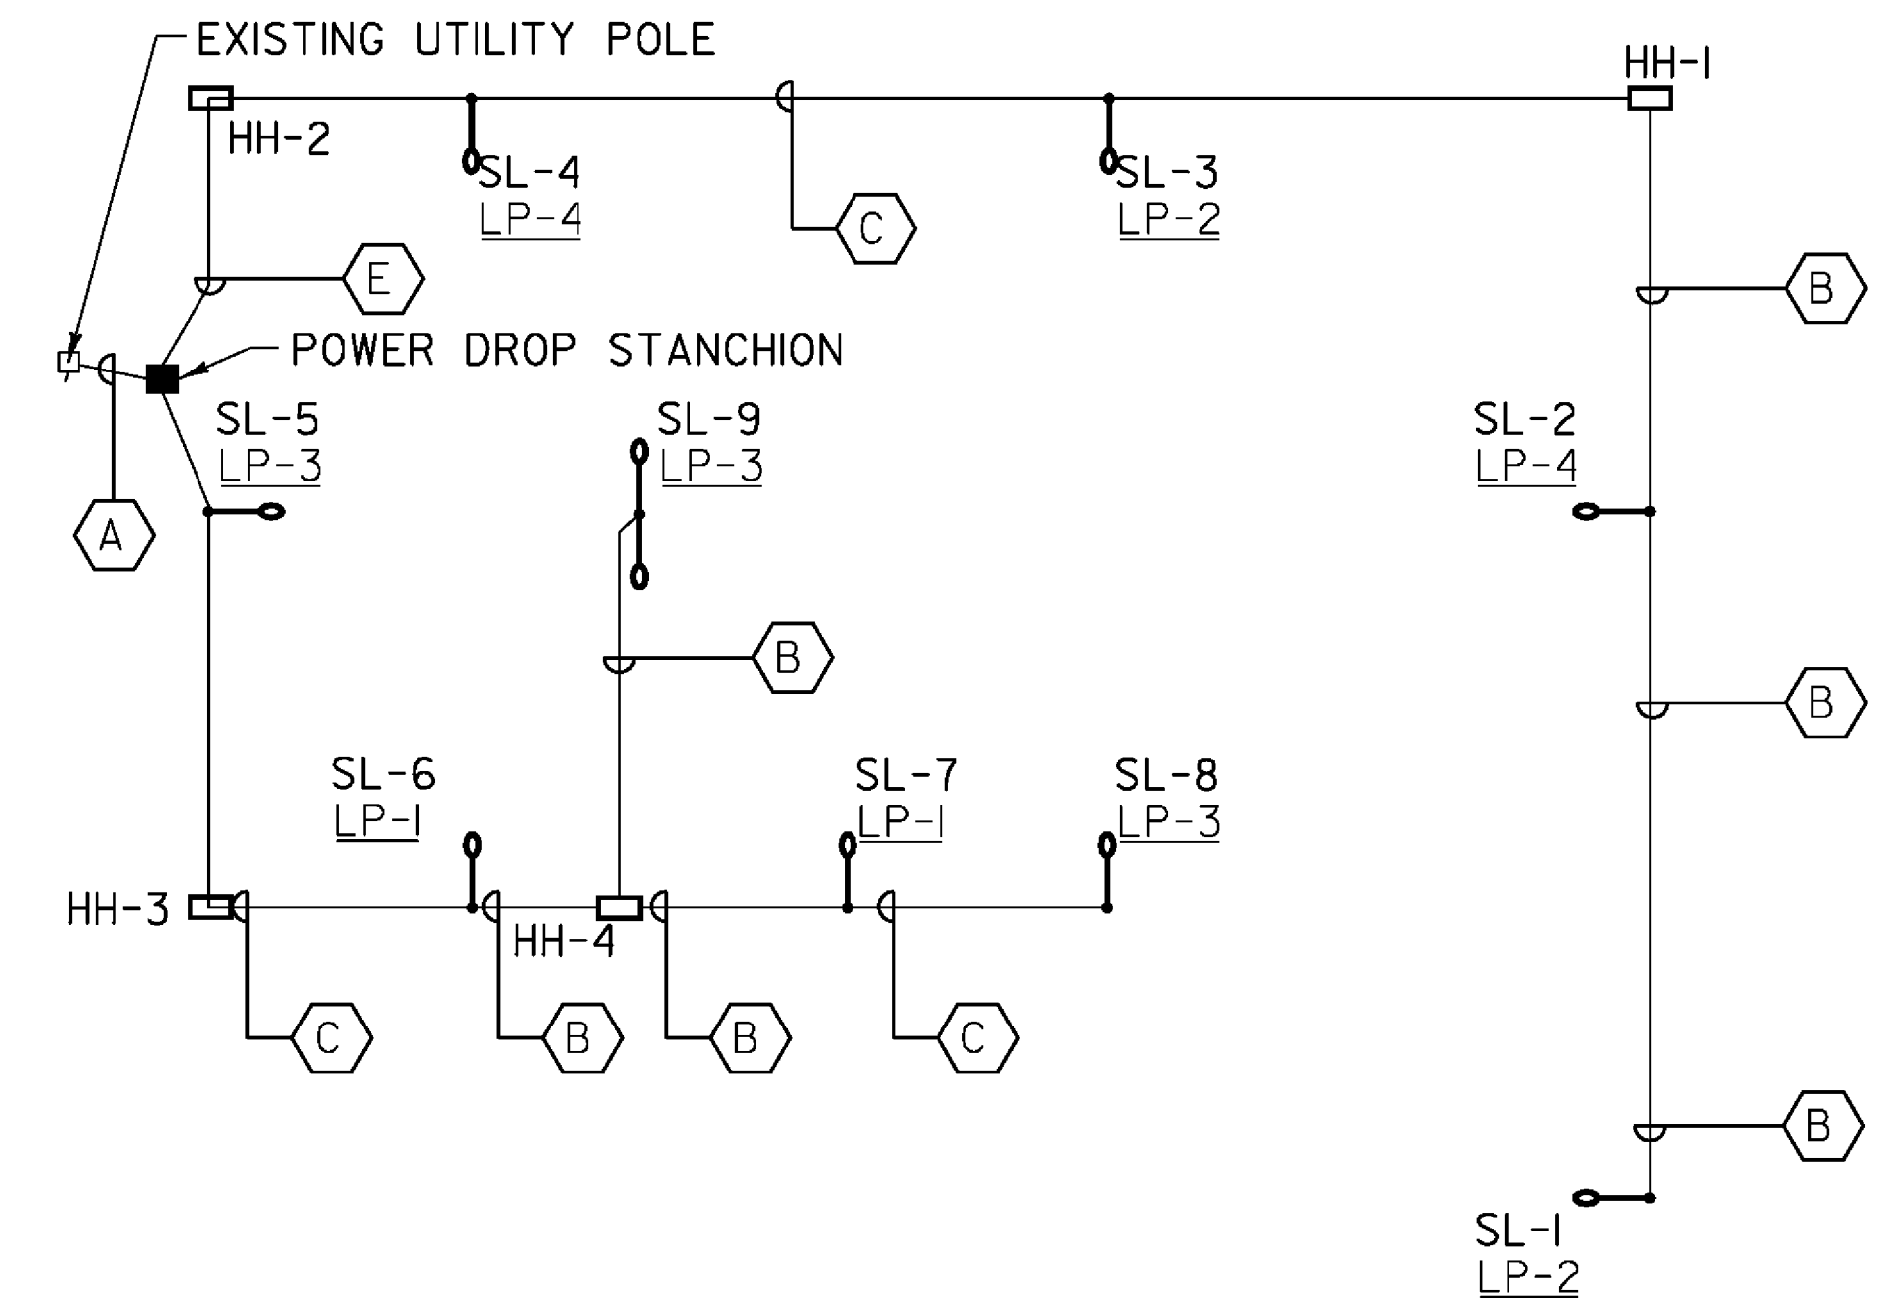 EXISTING UTILITY POLE
HH-1
HH-2
SL-4
LP-4
SL-3
LP-2
C
E
B
POWER DROP STANCHION
SL-5
LP-3
SL-9
LP-3
SL-2
LP-4
A
B
B
SL-6
LP-1
SL-7
LP-1
SL-8
LP-3
HH-3
HH-4
C
B
B
C
B
SL-1
LP-2